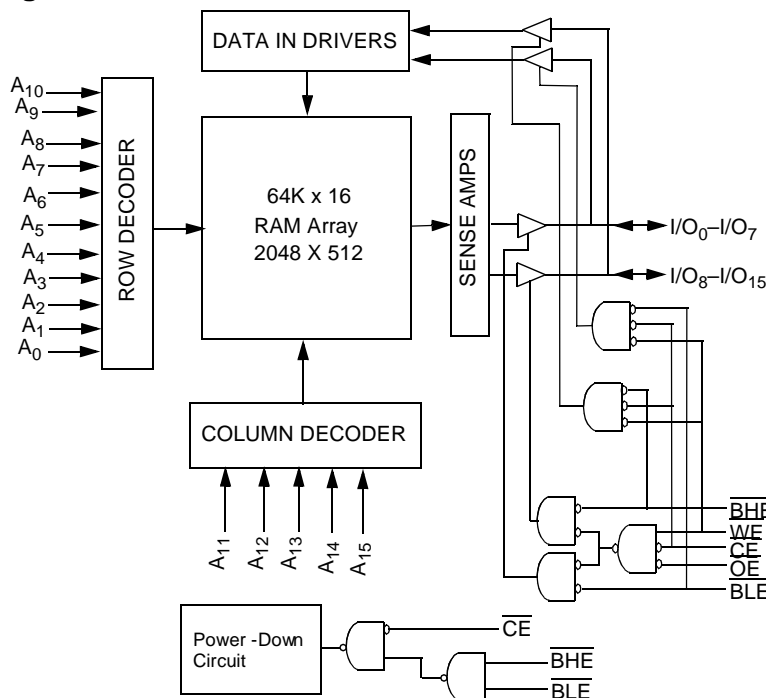 DATA IN DRIVERS
A10
A9
A8
A7
A6
A5
A4
A3
A2
A1
A0
ROW DECODER
64K x 16
RAM Array
2048 X 512
SENSE AMPS
I/O0–I/O7
I/O8–I/O15
COLUMN DECODER
A11
A12
A13
A14
A15
BHE
WE
CE
OE
BLE
Power -Down
Circuit
CE
BHE
BLE